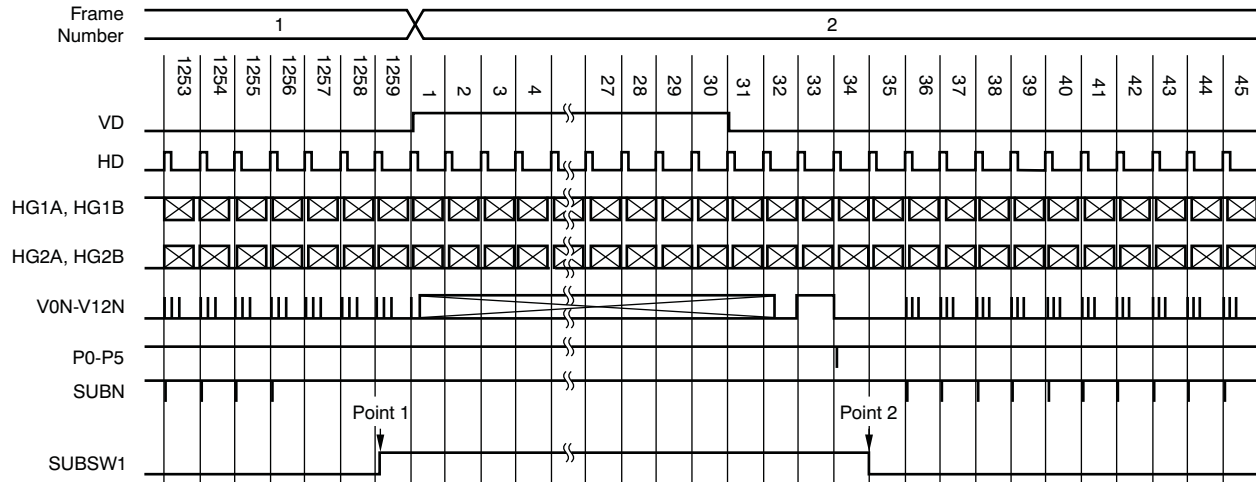 Frame
Number
1
2
1253 1254 1255 1256 1257 1258 1259 1 2 3 4 27 28 29 30 31 32 33 34 35 36 37 38 39 40 41 42 43 44 45
VD
HD
HG1A, HG1B
HG2A, HG2B
V0N-V12N
P0-P5
SUBN
Point 1
Point 2
SUBSW1